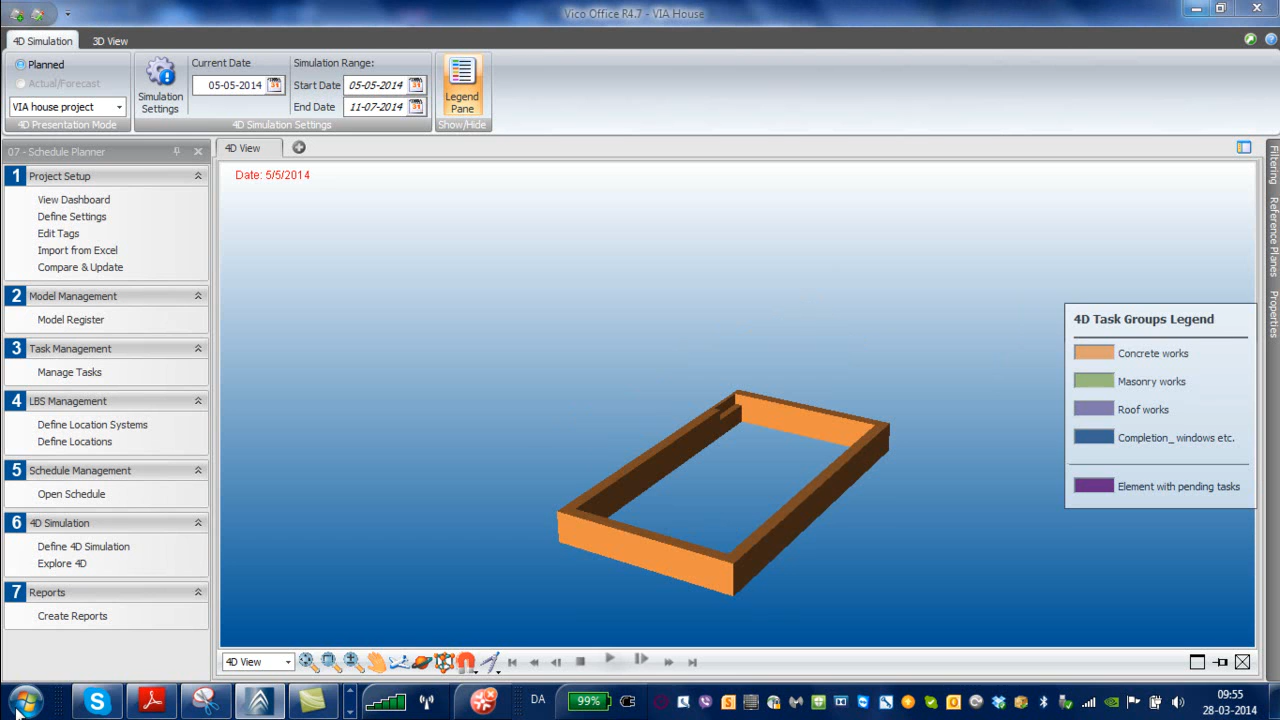 Vico Office R4.7 - VIA House
4D Simulation
3D View
Planned
Actual/Forecast
VIA house project
4D Presentation Mode
Simulation
Settings
Current Date
05-05-2014
Simulation Range:
Start Date
05-05-2014
End Date
11-07-2014
4D Simulation Settings
Legend
Pane
Show/Hide
07 - Schedule Planner
1 Project Setup
View Dashboard
Define Settings
Edit Tags
Import from Excel
Compare & Update
2 Model Management
Model Register
3 Task Management
Manage Tasks
4 LBS Management
Define Location Systems
Define Locations
5 Schedule Management
Open Schedule
6 4D Simulation
Define 4D Simulation
Explore 4D
7 Reports
Create Reports
4D View
Date: 5/5/2014
4D Task Groups Legend
Concrete works
Masonry works
Roof works
Completion_ windows etc.
Element with pending tasks
Filtering
Reference Planes
Properties
4D View
DA
99%
09:55
28-03-2014